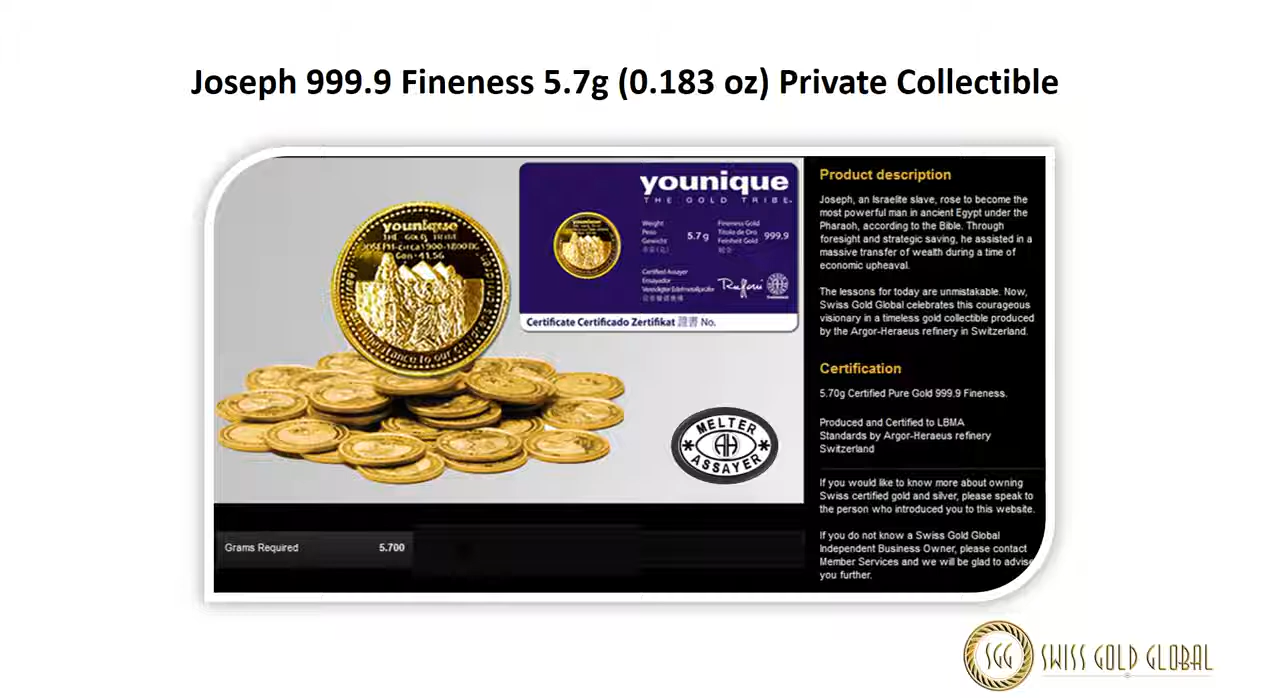 Joseph 999.9 Fineness 5.7g (0.183 oz) Private Collectible
younique
THE GOLD TRIBE
JOSEPH-circa 1900-1800 BC
Gen - 41,56
younique
THE GOLD TRIBE.
Weight
Peso
Gewicht
5.7 g
Fineness Gold
Titolo de Oro
Feinheit Gold
999.9
Certified Assayer
Ensayador
Vereidigter Edelmetallprüfer
Certificate Certificado Zertifikat 證書 No.
MELTER
AH
ASSAYER
Grams Required 5.700
Product description
Joseph, an Israelite slave, rose to become the
most powerful man in ancient Egypt under the
Pharaoh, according to the Bible. Through
foresight and strategic saving, he assisted in a
massive transfer of wealth during a time of
economic upheaval.
The lessons for today are unmistakable. Now,
Swiss Gold Global celebrates this courageous
visionary in a timeless gold collectible produced
by the Argor-Heraeus refinery in Switzerland.
Certification
5.70g Certified Pure Gold 999.9 Fineness.
Produced and Certified to LBMA
Standards by Argor-Heraeus refinery
Switzerland
If you would like to know more about owning
Swiss certified gold and silver, please speak to
the person who introduced you to this website.
If you do not know a Swiss Gold Global
Independent Business Owner, please contact
Member Services and we will be glad to advise
you further.
SGG SWISS GOLD GLOBAL